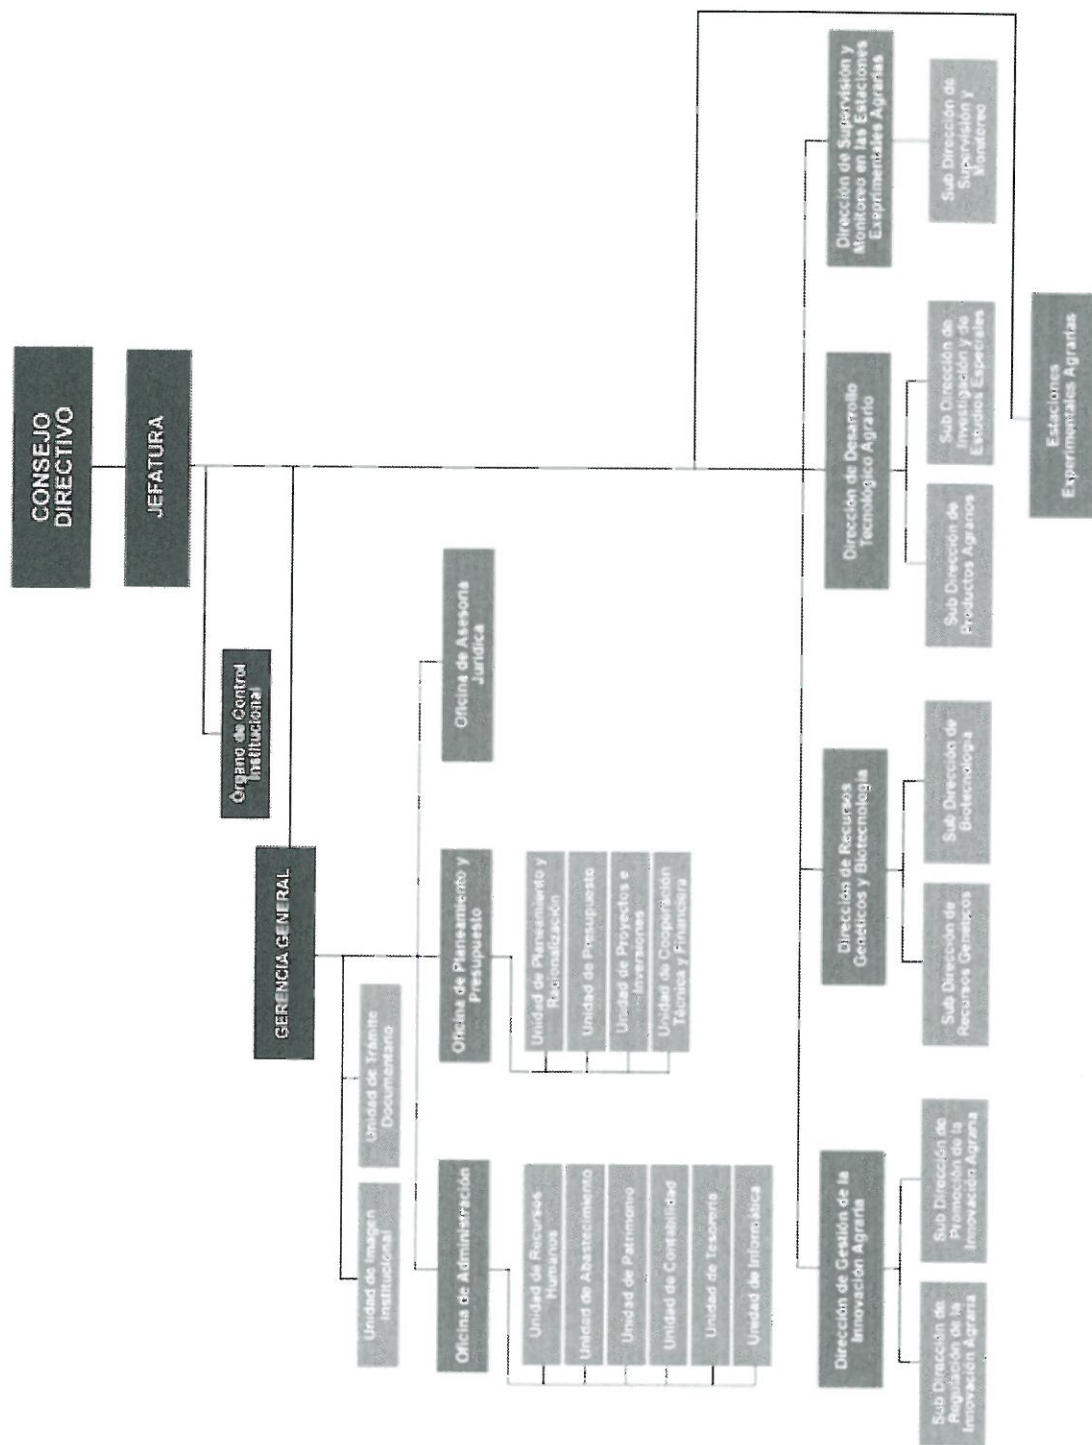 CONSEJO
DIRECTIVO
JEFATURA
Órgano de Control
Institucional
GERENCIA GENERAL
Unidad de Imagen
Institucional
Unidad de Trámite
Documentario
Oficina de Administración
Unidad de Recursos
Humanos
Unidad de Abastecimiento
Unidad de Patrimonio
Unidad de Contabilidad
Unidad de Tesorería
Unidad de Informática
Oficina de Planeamiento y
Presupuesto
Unidad de Planeamiento y
Racionalización
Unidad de Presupuesto
Unidad de Proyectos e
Inversiones
Unidad de Cooperación
Técnica y Financiera
Oficina de Asesoría
Jurídica
Dirección de Gestión de la
Innovación Agraria
Sub Dirección de
Regulación de la
Innovación Agraria
Sub Dirección de
Promoción de la
Innovación Agraria
Dirección de Recursos
Genéticos y Biotecnología
Sub Dirección de
Recursos Genéticos
Sub Dirección de
Biotecnología
Dirección de Desarrollo
Tecnológico Agrario
Sub Dirección de
Productos Agrarios
Sub Dirección de
Investigación y de
Estudios Especiales
Dirección de Supervisión y
Monitoreo en las Estaciones
Exeprimentales Agrarias
Sub Dirección de
Supervisión y
Monitoreo
Estaciones
Experimentales Agrarias